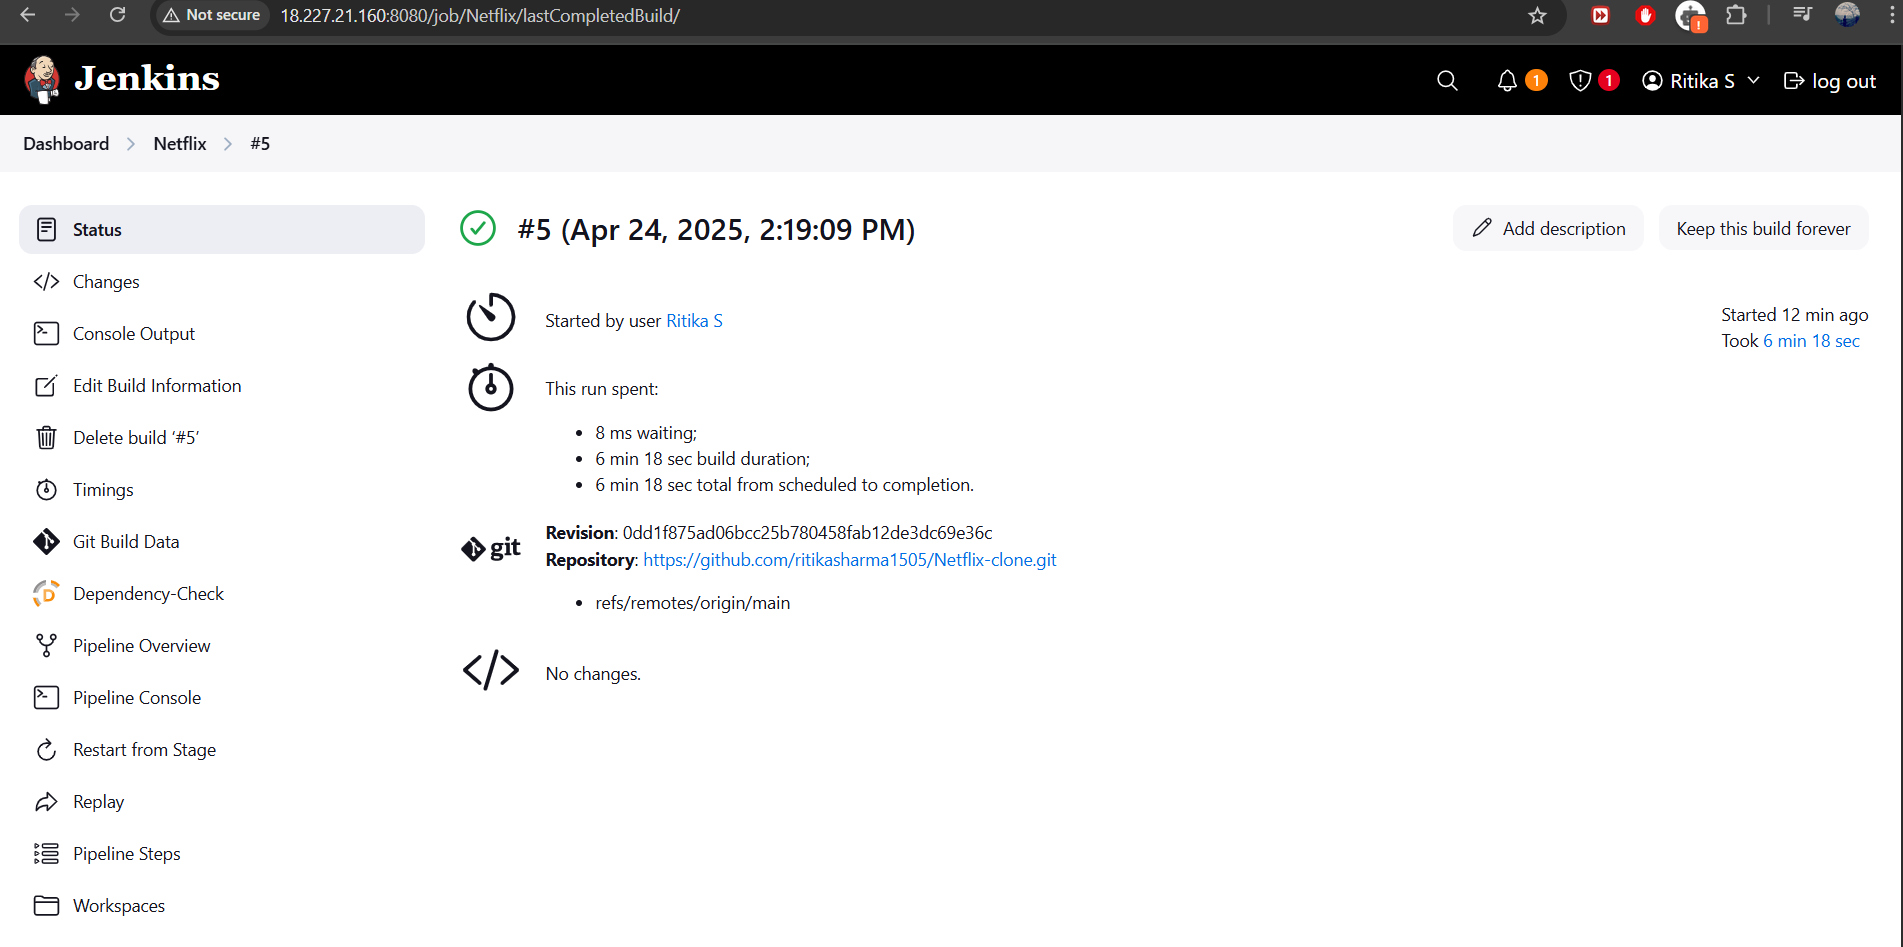 Not secure 18.227.21.160:8080/job/Netflix/lastCompletedBuild/
!
Jenkins
1
1
Ritika S
log out
Dashboard
Netflix
#5
Status
Changes
Console Output
Edit Build Information
Delete build ‘#5’
Timings
Git Build Data
Dependency-Check
Pipeline Overview
Pipeline Console
Restart from Stage
Replay
Pipeline Steps
Workspaces
#5 (Apr 24, 2025, 2:19:09 PM)
Add description
Keep this build forever
Started by user Ritika S
Started 12 min ago
Took 6 min 18 sec
This run spent:
8 ms waiting;
6 min 18 sec build duration;
6 min 18 sec total from scheduled to completion.
git
Revision: 0dd1f875ad06bcc25b780458fab12de3dc69e36c
Repository: https://github.com/ritikasharma1505/Netflix-clone.git
refs/remotes/origin/main
No changes.